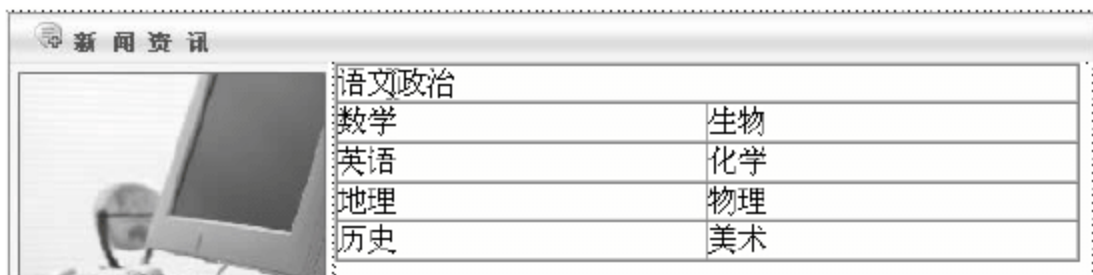 新闻资讯
语文政治
数学 生物
英语 化学
地理 物理
历史 美术